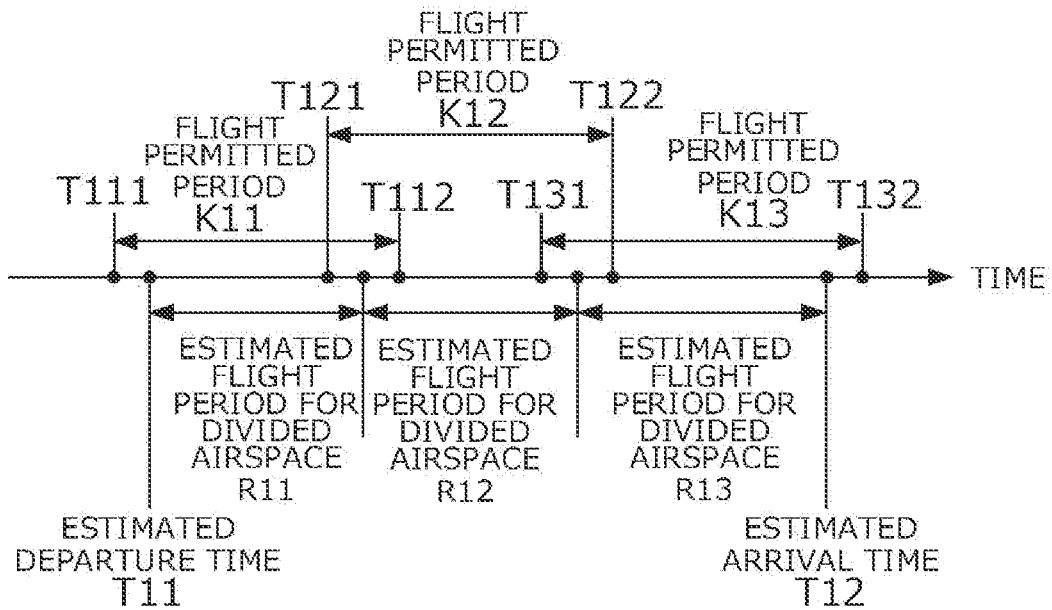 FLIGHT
PERMITTED
PERIOD
K12
T121
T122
FLIGHT
PERMITTED
PERIOD
K11
FLIGHT
PERMITTED
PERIOD
K13
T111
T112
T131
T132
TIME
ESTIMATED
FLIGHT
PERIOD FOR
DIVIDED
AIRSPACE
R11
ESTIMATED
FLIGHT
PERIOD FOR
DIVIDED
AIRSPACE
R12
ESTIMATED
FLIGHT
PERIOD FOR
DIVIDED
AIRSPACE
R13
ESTIMATED
DEPARTURE TIME
T11
ESTIMATED
ARRIVAL TIME
T12